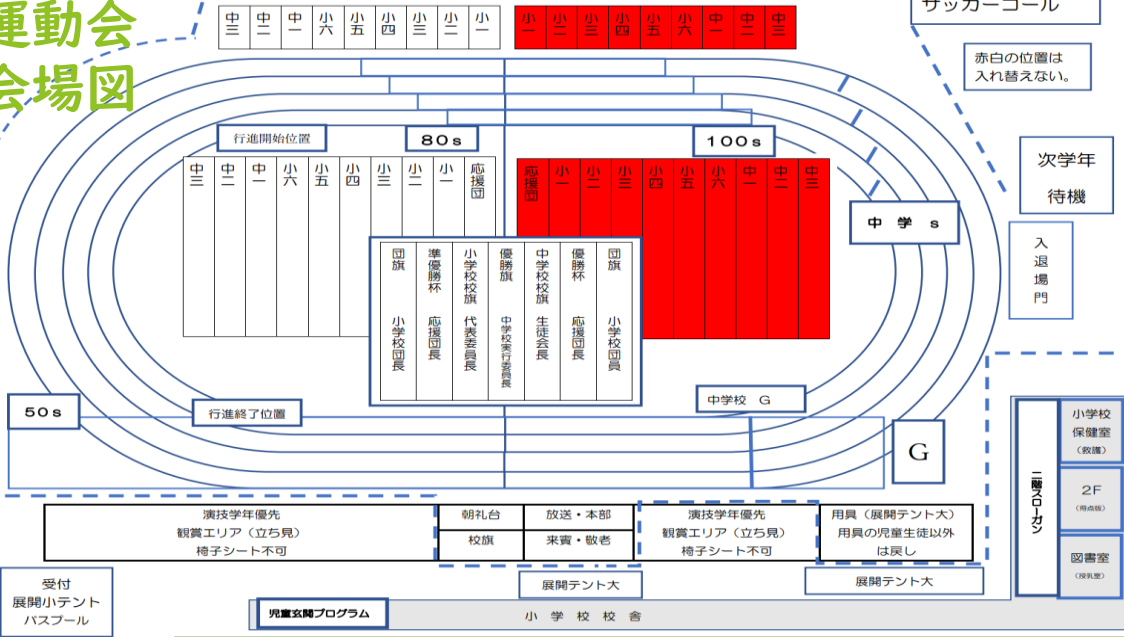 運動会
会場図
中三 中二 中一 小六 小五 小四 小三 小二 小一
小一 小二 小三 小四 小五 小六 中一 中二 中三
サッカーゴール
赤白の位置は
入れ替えない。
行進開始位置
80s
100s
次学年
待機
中三 中二 中一 小六 小五 小四 小三 小二 小一 応援団
応援団 小一 小二 小三 小四 小五 小六 中一 中二 中三
中 学 s
入退場門
団旗 小学校団長
準優勝杯 応援団長
小学校校旗 代表委員長
優勝旗 中学校実行委員長
中学校校旗 生徒会長
優勝杯 応援団長
団旗 小学校団員
50s
行進終了位置
中学校 G
G
小学校
保健室
(救護)
二階スローガン
2F
(得点版)
図書室
(授乳室)
演技学年優先
観賞エリア（立ち見）
椅子シート不可
朝礼台
放送・本部
校旗
来賓・敬老
演技学年優先
観賞エリア（立ち見）
椅子シート不可
用具（展開テント大）
用具の児童生徒以外
は戻し
受付
展開小テント
バスプール
展開テント大
展開テント大
児童玄関プログラム
小 学 校 校 舎